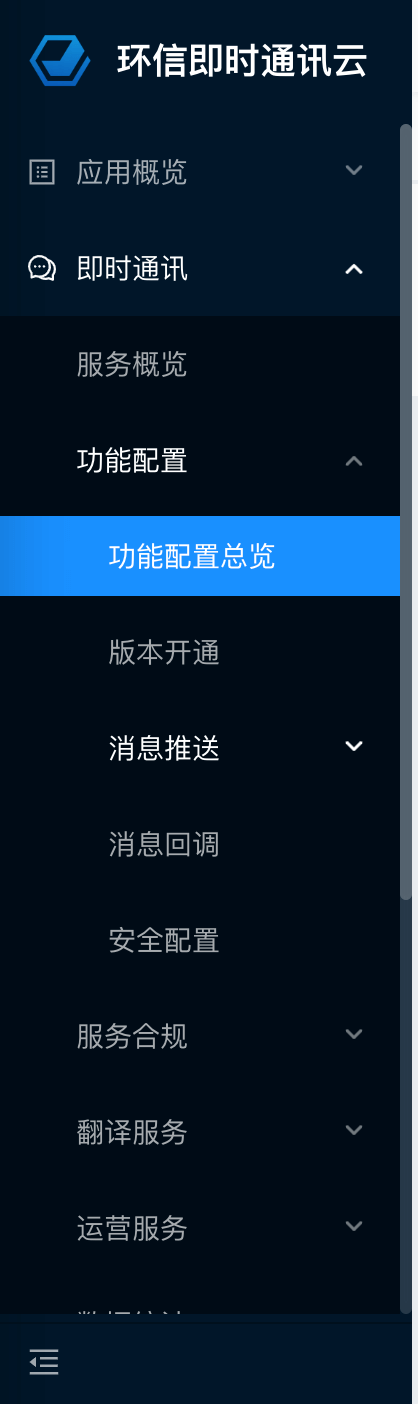 环信即时通讯云
应用概览
即时通讯
服务概览
功能配置
功能配置总览
版本开通
消息推送
消息回调
安全配置
服务合规
翻译服务
运营服务